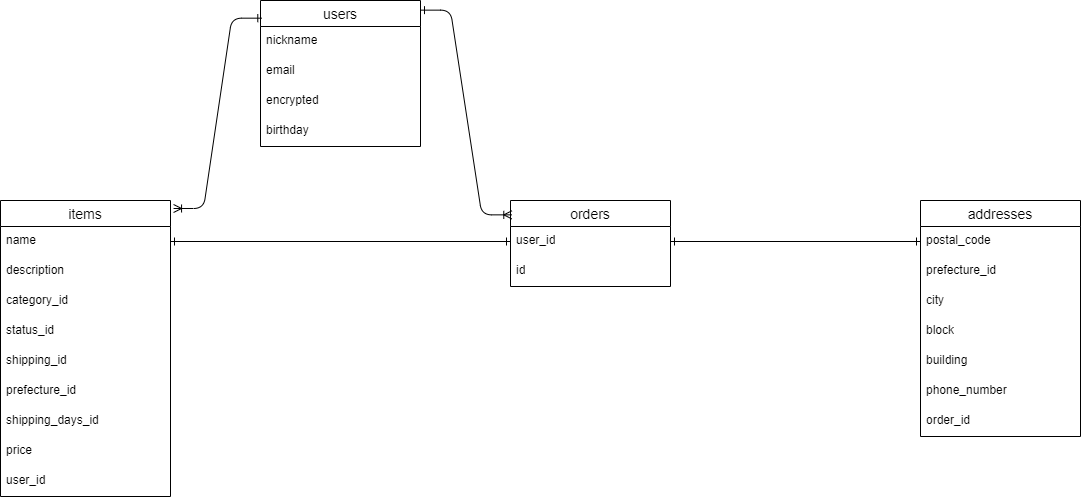 users
nickname
email
encrypted
birthday
items
name
description
category_id
status_id
shipping_id
prefecture_id
shipping_days_id
price
user_id
orders
user_id
id
addresses
postal_code
prefecture_id
city
block
building
phone_number
order_id